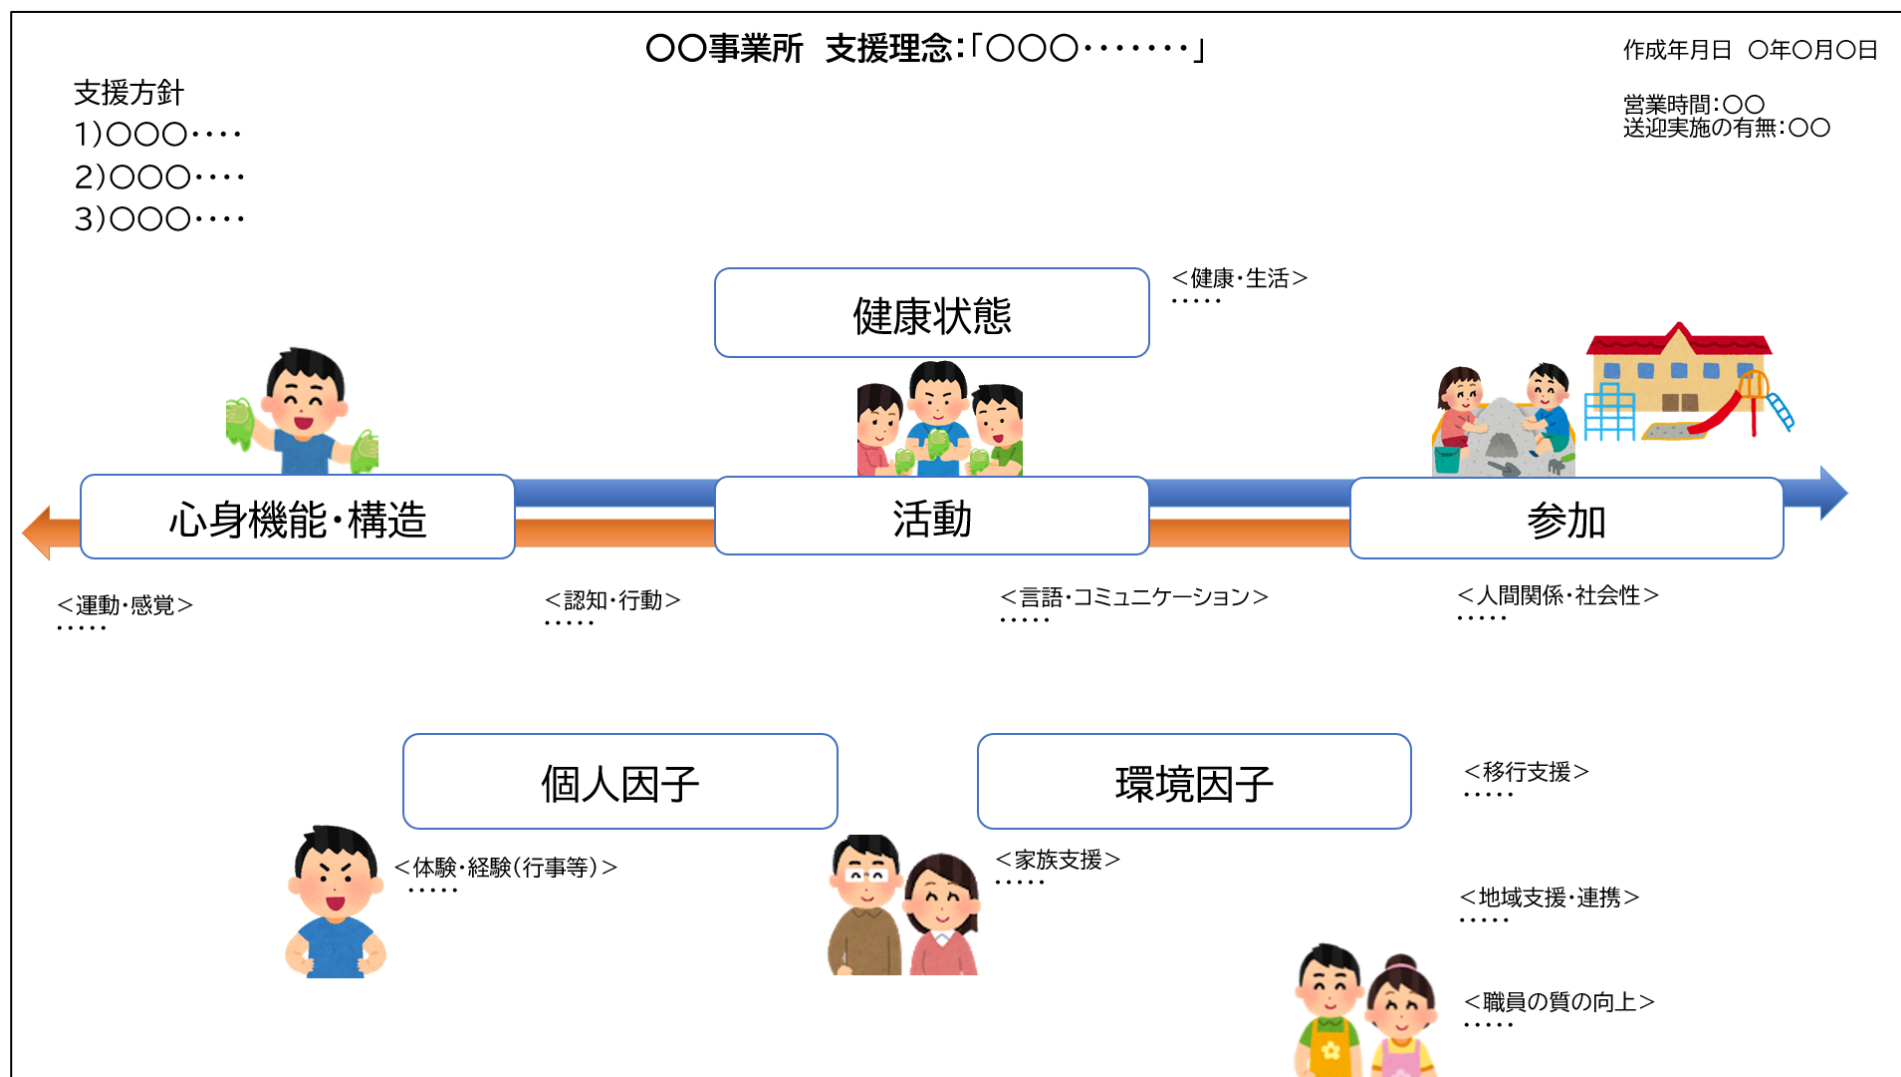 〇〇事業所　支援理念：「〇〇〇・・・・・・・」
作成年月日　〇年〇月〇日
営業時間：〇〇
送迎実施の有無：〇〇
支援方針
１）〇〇〇・・・・
２）〇〇〇・・・・
３）〇〇〇・・・・
健康状態
＜健康・生活＞
・・・・・
心身機能・構造
活動
参加
＜運動・感覚＞
・・・・・
＜認知・行動＞
・・・・・
＜言語・コミュニケーション＞
・・・・・
＜人間関係・社会性＞
・・・・・
個人因子
環境因子
＜移行支援＞
・・・・・
＜体験・経験（行事等）＞
・・・・・
＜家族支援＞
・・・・・
＜地域支援・連携＞
・・・・・
＜職員の質の向上＞
・・・・・